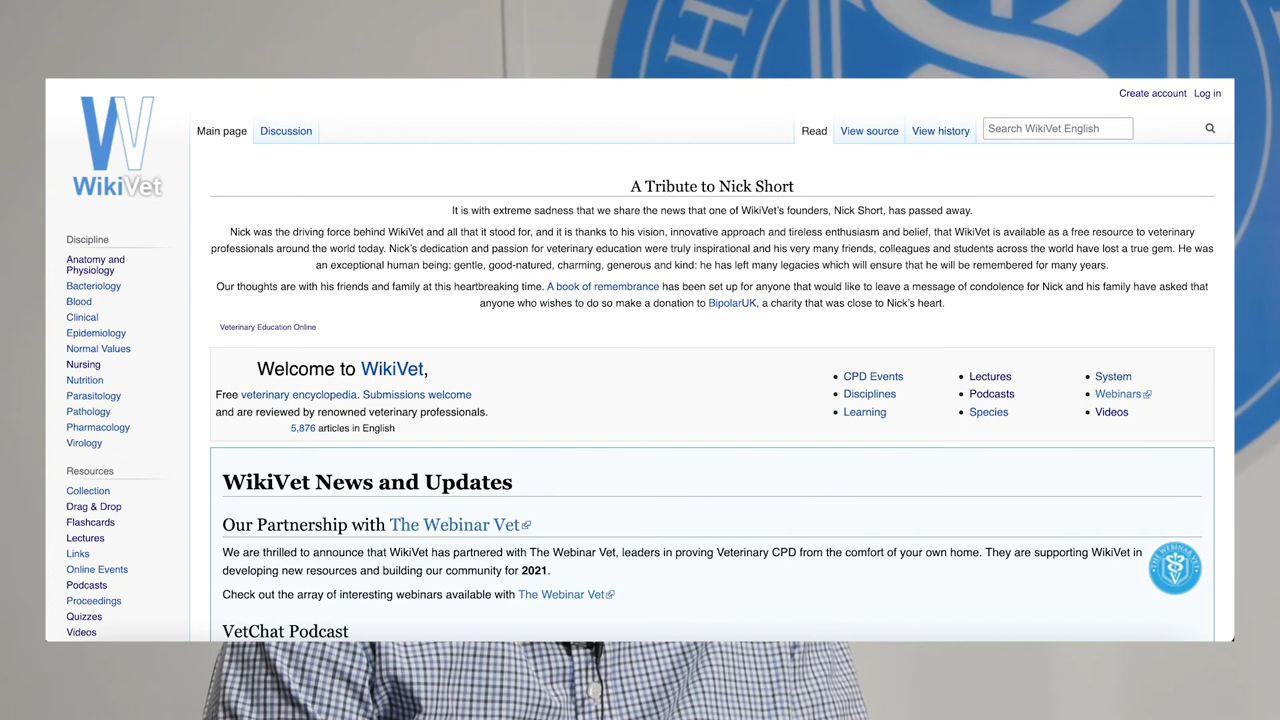 H
Create account Log in
Main page Discussion Read View source View history Search WikiVet English
W
WikiVet
A Tribute to Nick Short
It is with extreme sadness that we share the news that one of WikiVet's founders, Nick Short, has passed away.
Nick was the driving force behind WikiVet and all that it stood for, and it is thanks to his vision, innovative approach and tireless enthusiasm and belief, that WikiVet is available as a free resource to veterinary
professionals around the world today. Nick's dedication and passion for veterinary education were truly inspirational and his very many friends, colleagues and students across the world have lost a true gem. He was
an exceptional human being: gentle, good-natured, charming, generous and kind: he has left many legacies which will ensure that he will be remembered for many years.
Our thoughts are with his friends and family at this heartbreaking time. A book of remembrance has been set up for anyone that would like to leave a message of condolence for Nick and his family have asked that
anyone who wishes to do so make a donation to BipolarUK, a charity that was close to Nick's heart.
Veterinary Education Online
Discipline
Anatomy and
Physiology
Bacteriology
Blood
Clinical
Epidemiology
Normal Values
Nursing
Nutrition
Parasitology
Pathology
Pharmacology
Virology
Resources
Collection
Drag & Drop
Flashcards
Lectures
Links
Online Events
Podcasts
Proceedings
Quizzes
Videos
Welcome to WikiVet,
Free veterinary encyclopedia. Submissions welcome
and are reviewed by renowned veterinary professionals.
5,876 articles in English
CPD Events
Disciplines
Learning
Lectures
Podcasts
Species
System
Webinars
Videos
WikiVet News and Updates
Our Partnership with The Webinar Vet
We are thrilled to announce that WikiVet has partnered with The Webinar Vet, leaders in proving Veterinary CPD from the comfort of your own home. They are supporting WikiVet in
developing new resources and building our community for 2021.
THE WEBINAR VET
Check out the array of interesting webinars available with The Webinar Vet
VetChat Podcast